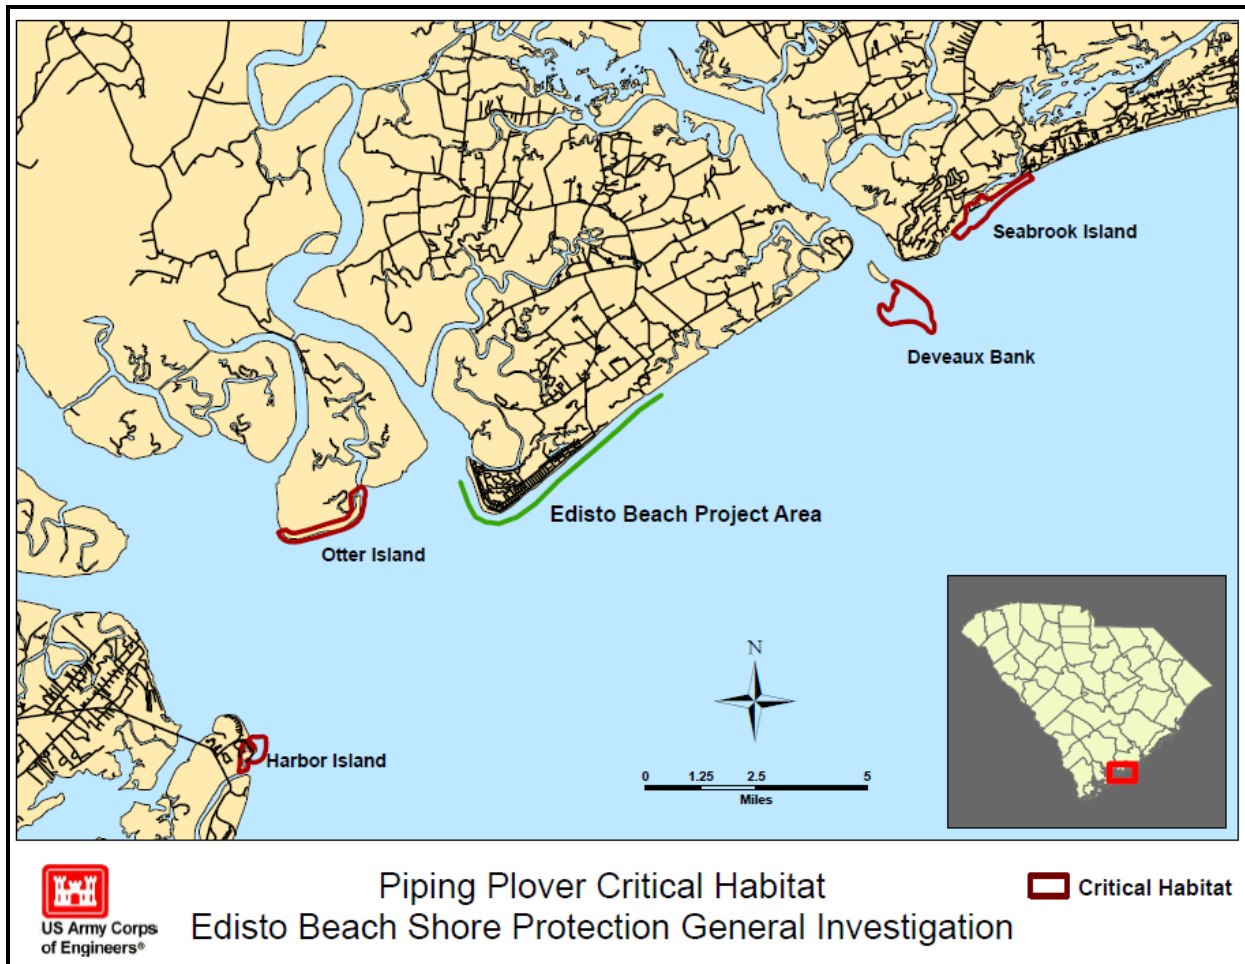 Seabrook Island
Deveaux Bank
Edisto Beach Project Area
Otter Island
N
Harbor Island
0 1.25 2.5 5
Miles
US Army Corps
of Engineers®
Piping Plover Critical Habitat
Edisto Beach Shore Protection General Investigation
Critical Habitat